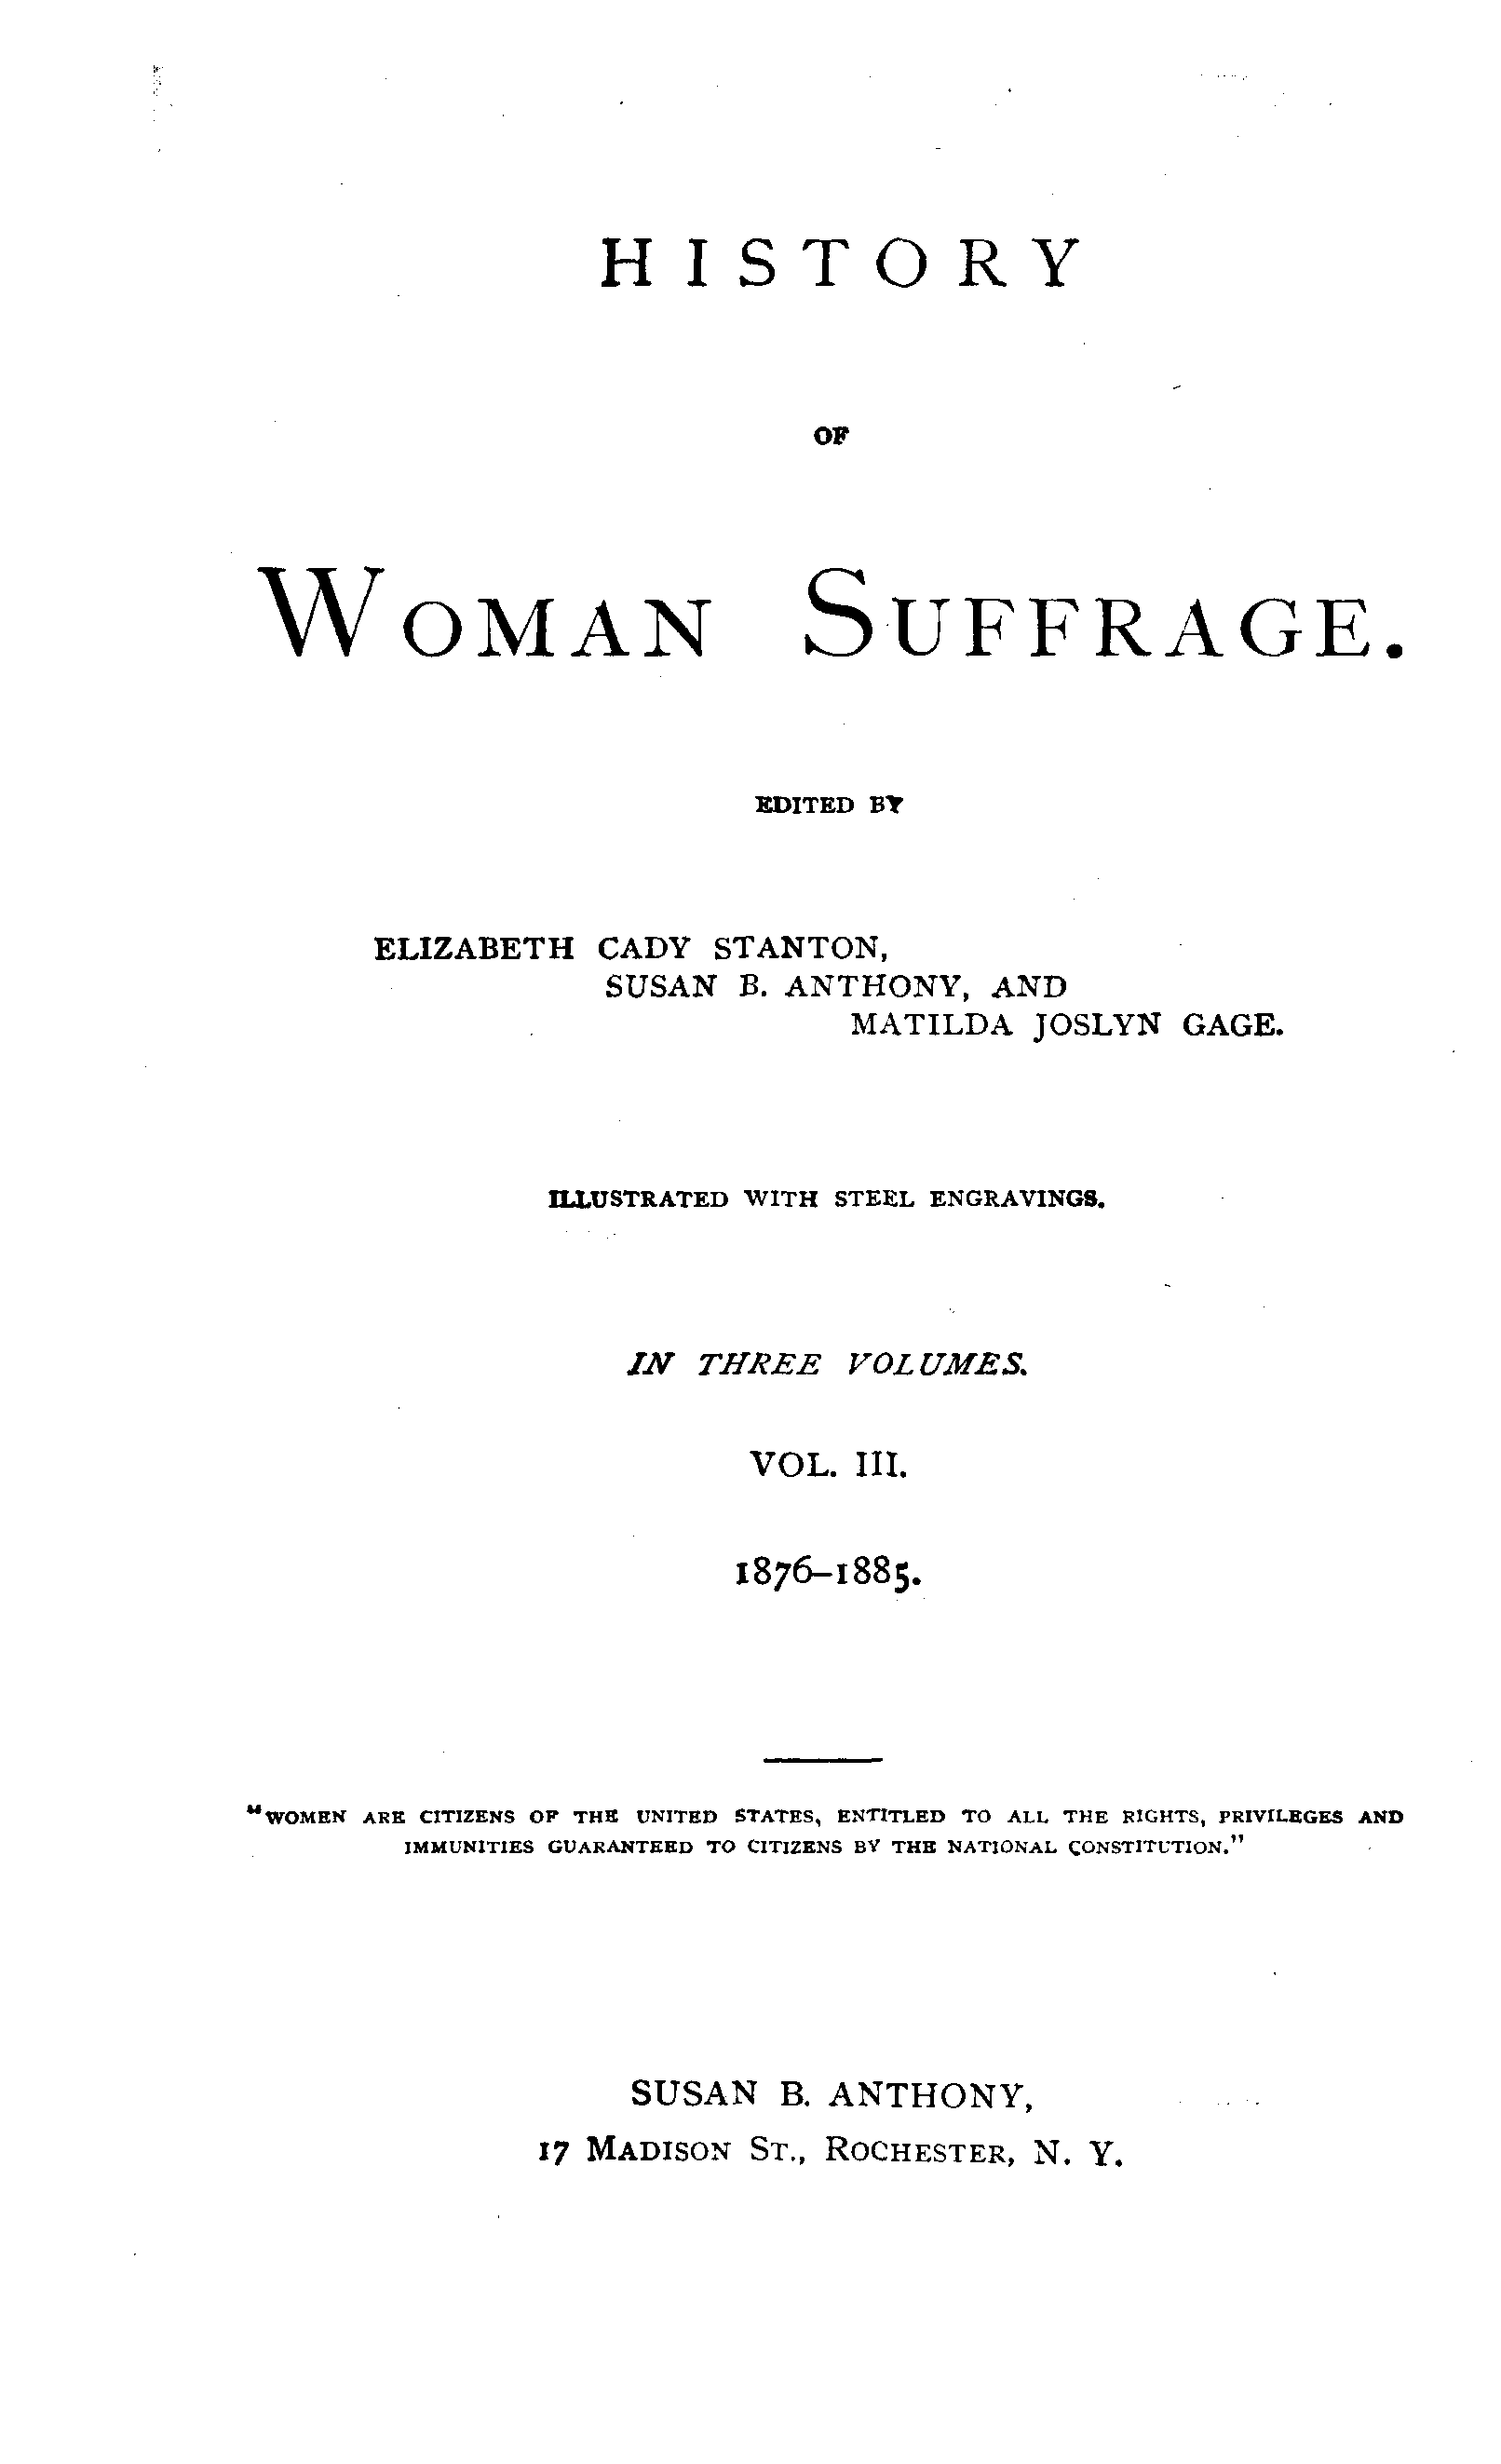 HISTORY
OF
WOMAN SUFFRAGE.
EDITED BY
ELIZABETH CADY STANTON,
SUSAN B. ANTHONY, AND
MATILDA JOSLYN GAGE.
ILLUSTRATED WITH STEEL ENGRAVINGS.
IN THREE VOLUMES.
VOL. III.
1876–1885.
"WOMEN ARE CITIZENS OF THE UNITED STATES, ENTITLED TO ALL THE RIGHTS, PRIVILEGES AND
IMMUNITIES GUARANTEED TO CITIZENS BY THE NATIONAL CONSTITUTION."
SUSAN B. ANTHONY,
17 MADISON ST., ROCHESTER, N. Y.